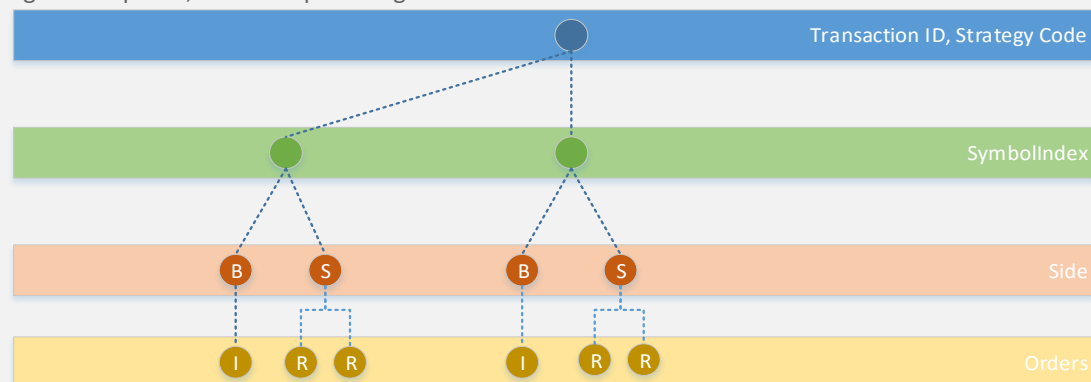 Transaction ID, Strategy Code
SymbolIndex
B S B S Side
I R R I R R Orders